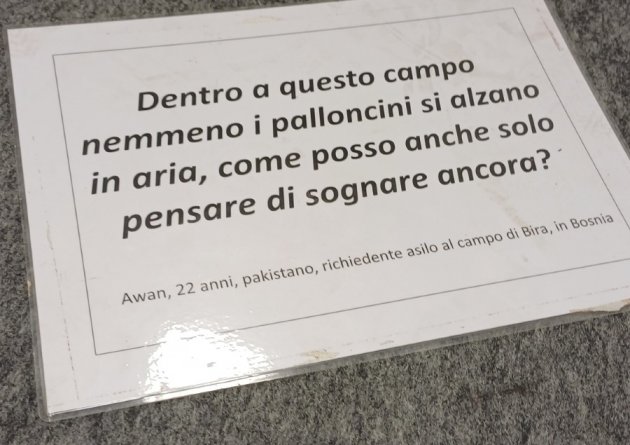 Dentro a questo campo
nemmeno i palloncini si alzano
in aria, come posso anche solo
pensare di sognare ancora?
Awan, 22 anni, pakistano, richiedente asilo al campo di Bira, in Bosnia